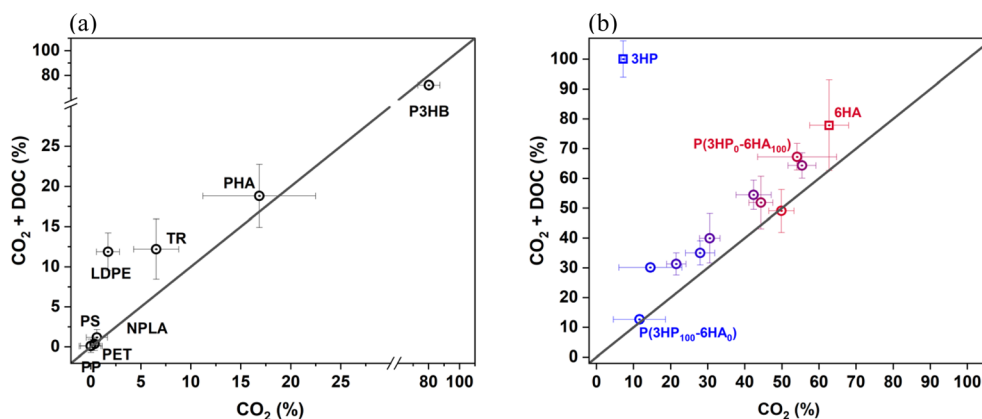 (a)
100
80
60
25
20
15
10
5
0
CO2 + DOC (%)
P3HB
PHA
TR
LDPE
PS
NPLA
PET
PP
0 5 10 15 20 25 80 100
CO2 (%)
(b)
100
90
80
70
60
50
40
30
20
10
0
CO2 + DOC (%)
3HP
6HA
P(3HP0-6HA100)
P(3HP100-6HA0)
0 10 20 30 40 50 60 70 80 90 100
CO2 (%)